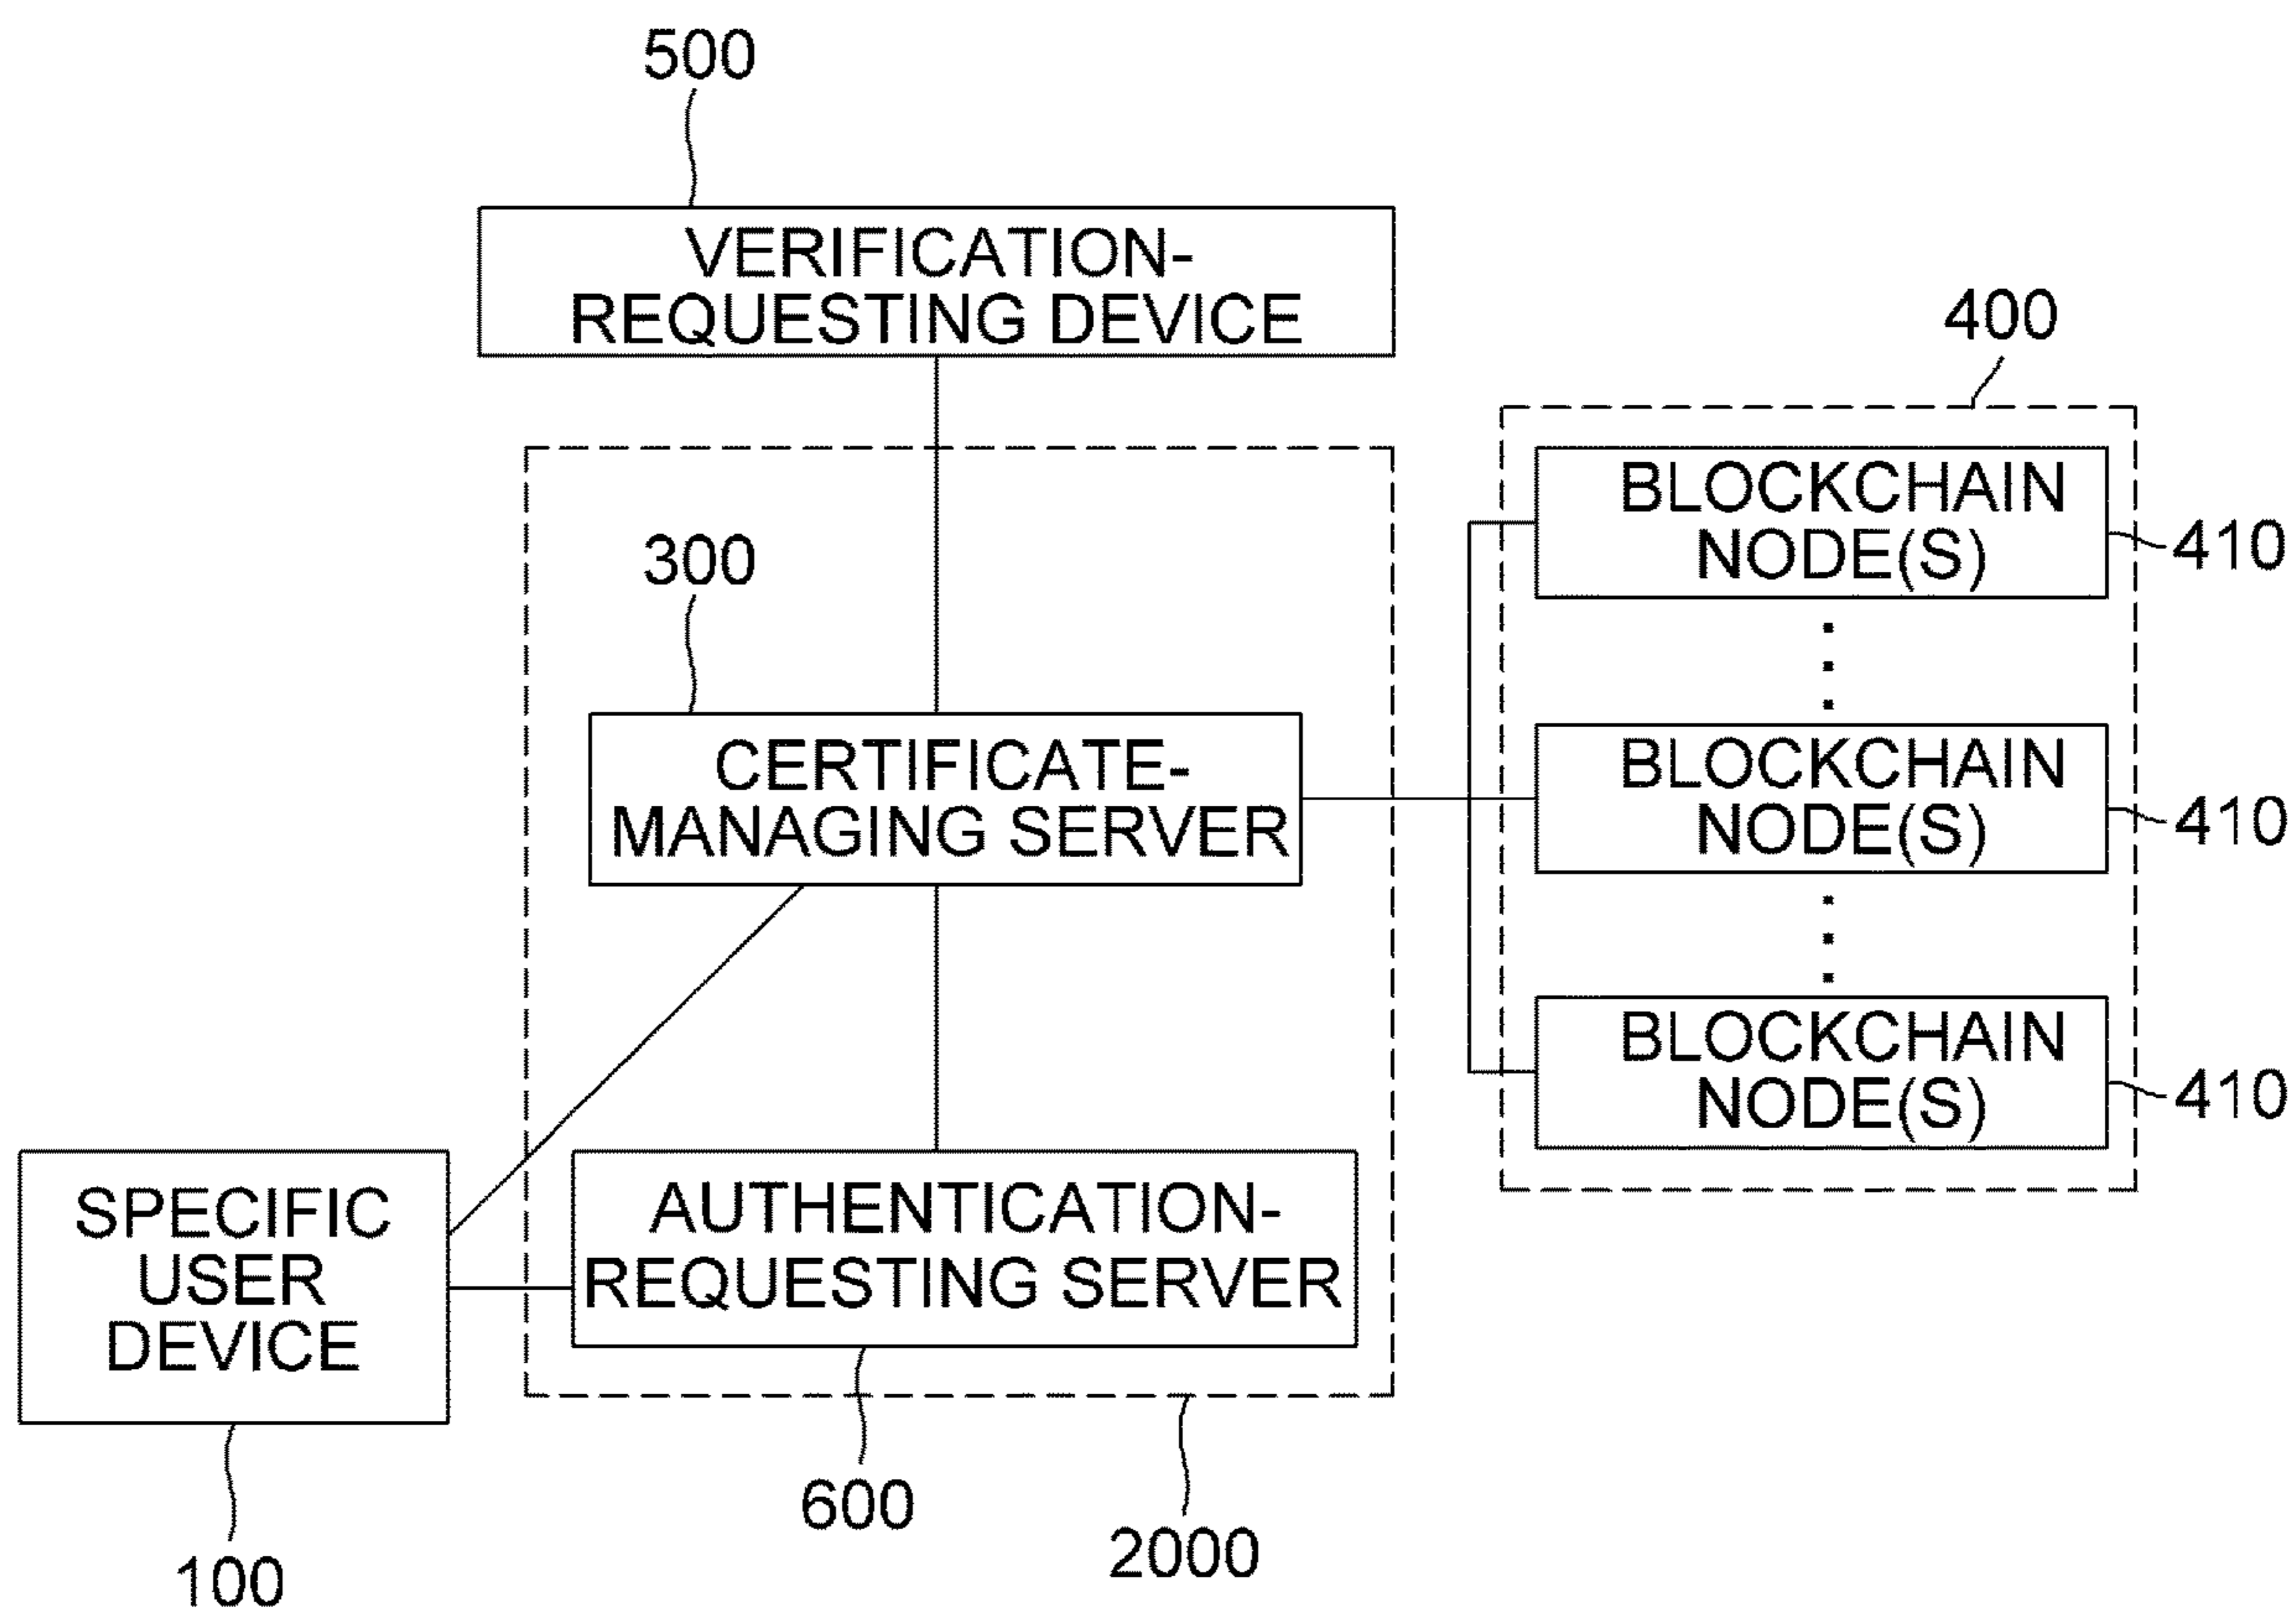 500
VERIFICATION-
REQUESTING DEVICE
400
BLOCKCHAIN
NODE(S)
410
300
CERTIFICATE-
MANAGING SERVER
BLOCKCHAIN
NODE(S)
410
BLOCKCHAIN
NODE(S)
410
SPECIFIC
USER
DEVICE
AUTHENTICATION-
REQUESTING SERVER
600
2000
100